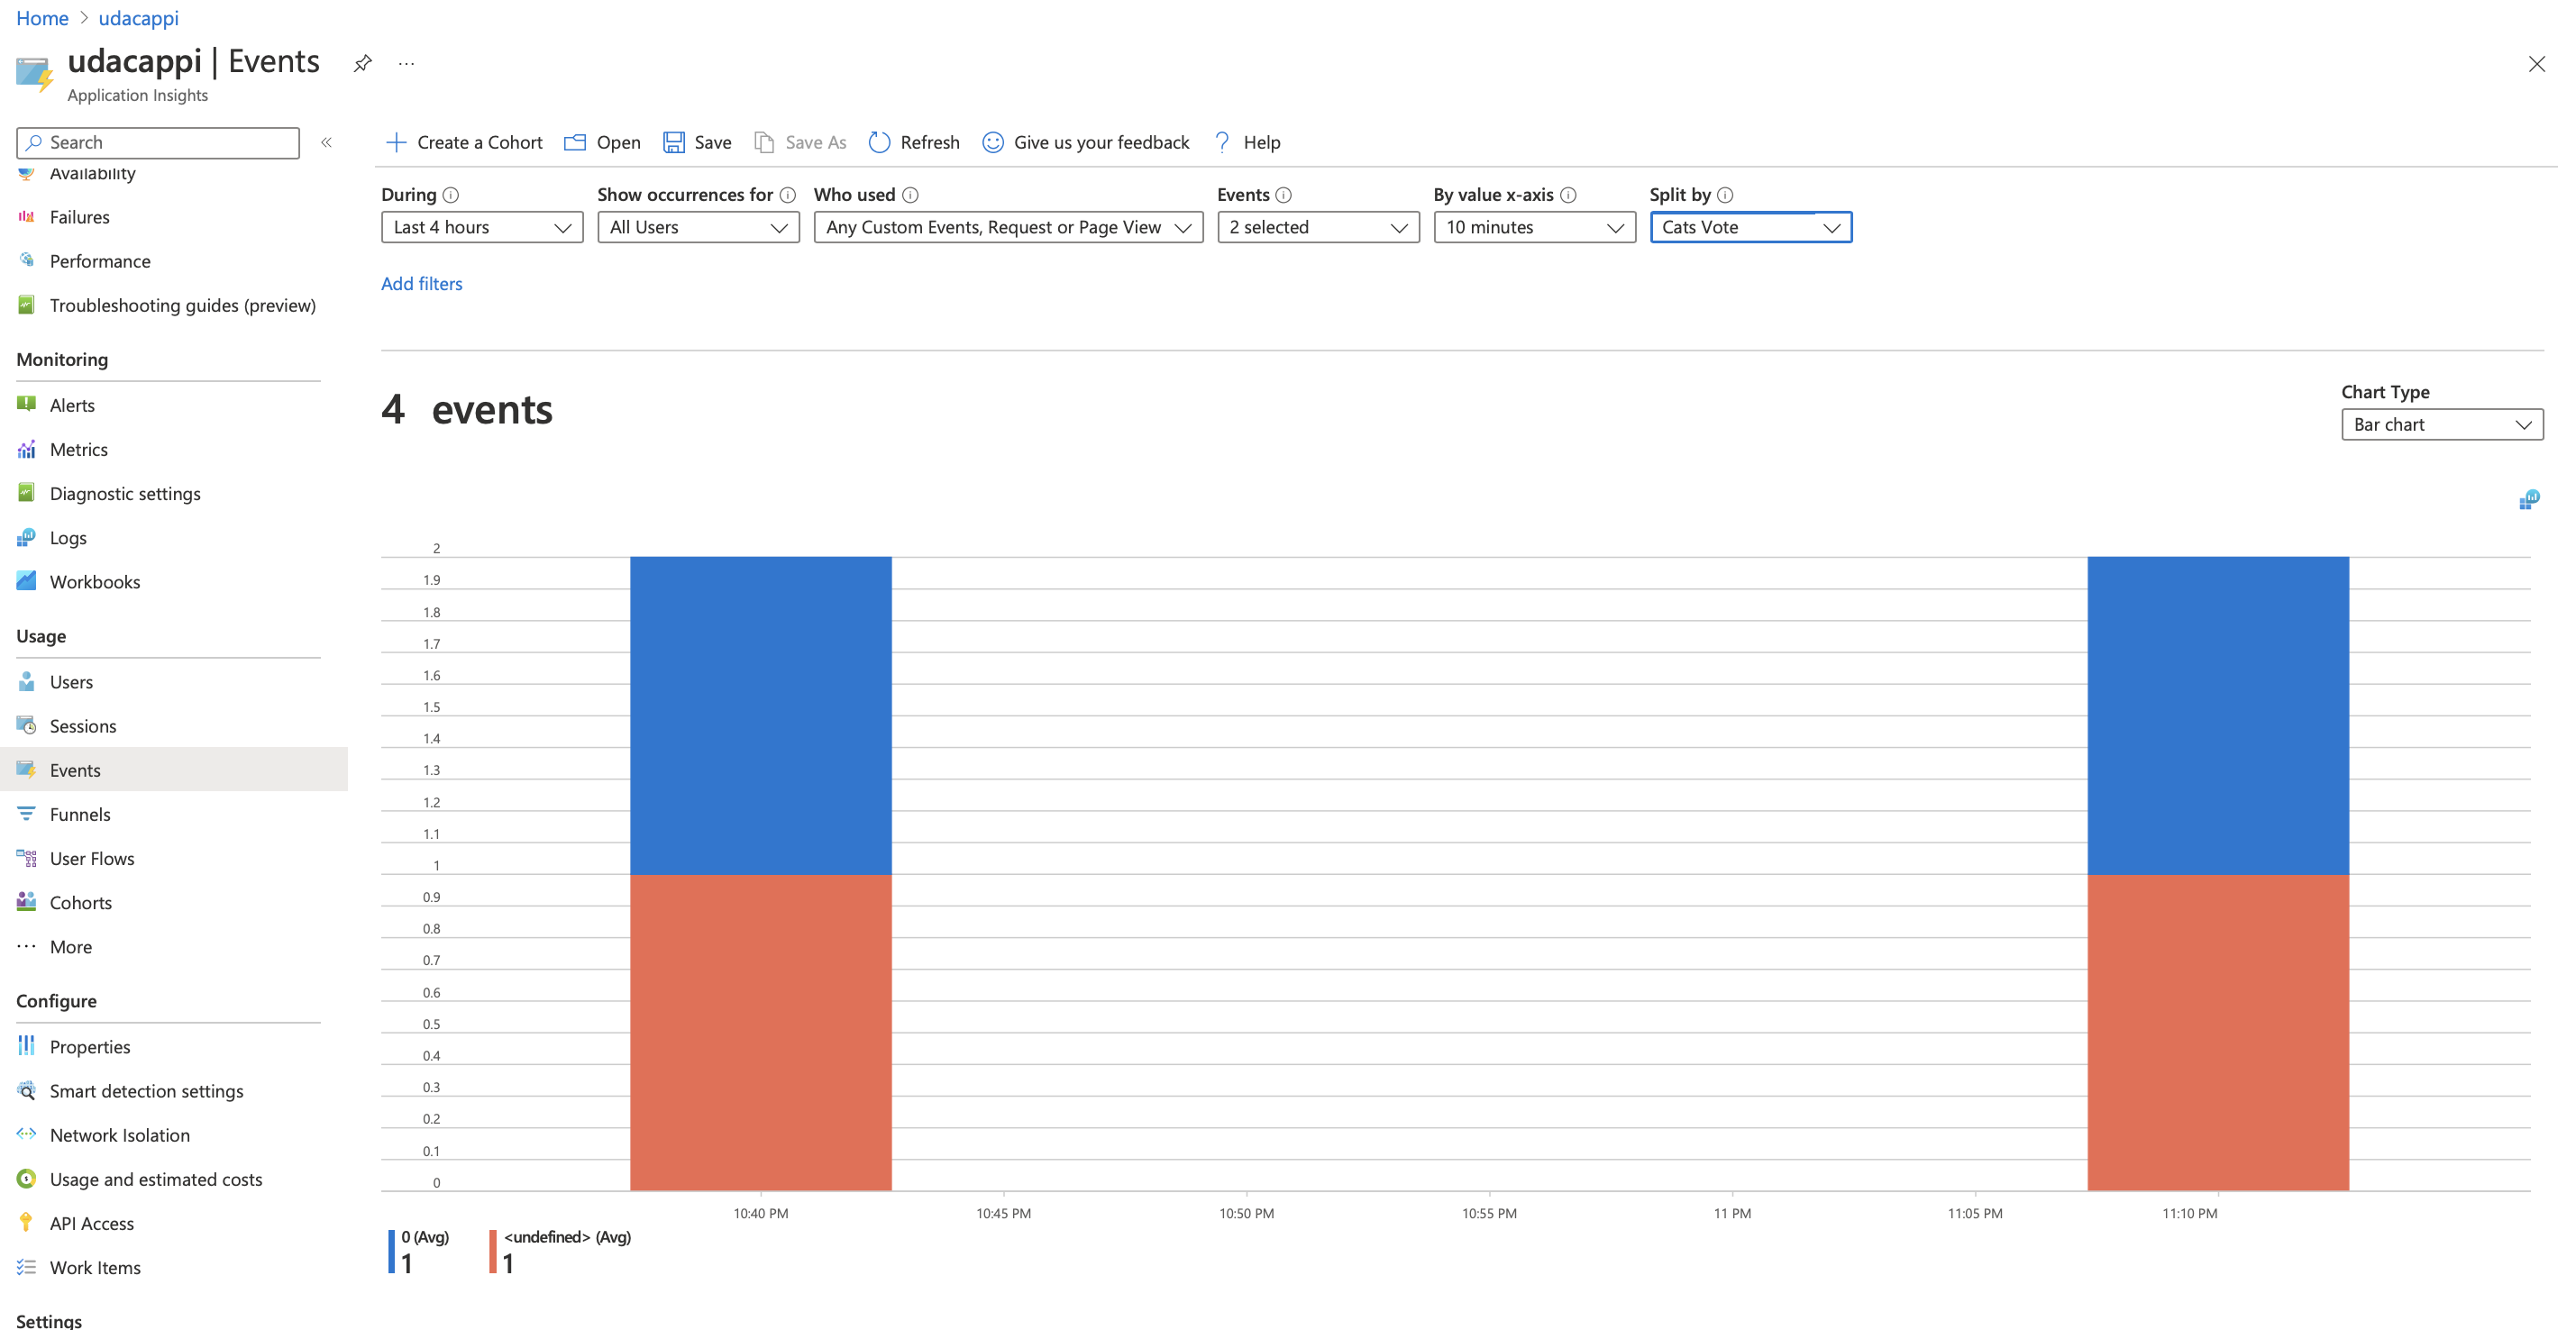 Home > udacappi
udacappi | Events
Application Insights
Search
Availability
Failures
Performance
Troubleshooting guides (preview)
Monitoring
Alerts
Metrics
Diagnostic settings
Logs
Workbooks
Usage
Users
Sessions
Events
Funnels
User Flows
Cohorts
More
Configure
Properties
Smart detection settings
Network Isolation
Usage and estimated costs
API Access
Work Items
Settings
Create a Cohort Open Save Save As Refresh Give us your feedback ? Help
During Show occurrences for Who used Events By value x-axis Split by
Last 4 hours All Users Any Custom Events, Request or Page View 2 selected 10 minutes Cats Vote
Add filters
4 events
Chart Type
Bar chart
2
1.9
1.8
1.7
1.6
1.5
1.4
1.3
1.2
1.1
1
0.9
0.8
0.7
0.6
0.5
0.4
0.3
0.2
0.1
0
10:40 PM 10:45 PM 10:50 PM 10:55 PM 11 PM 11:05 PM 11:10 PM
0 (Avg) <undefined> (Avg)
1 1